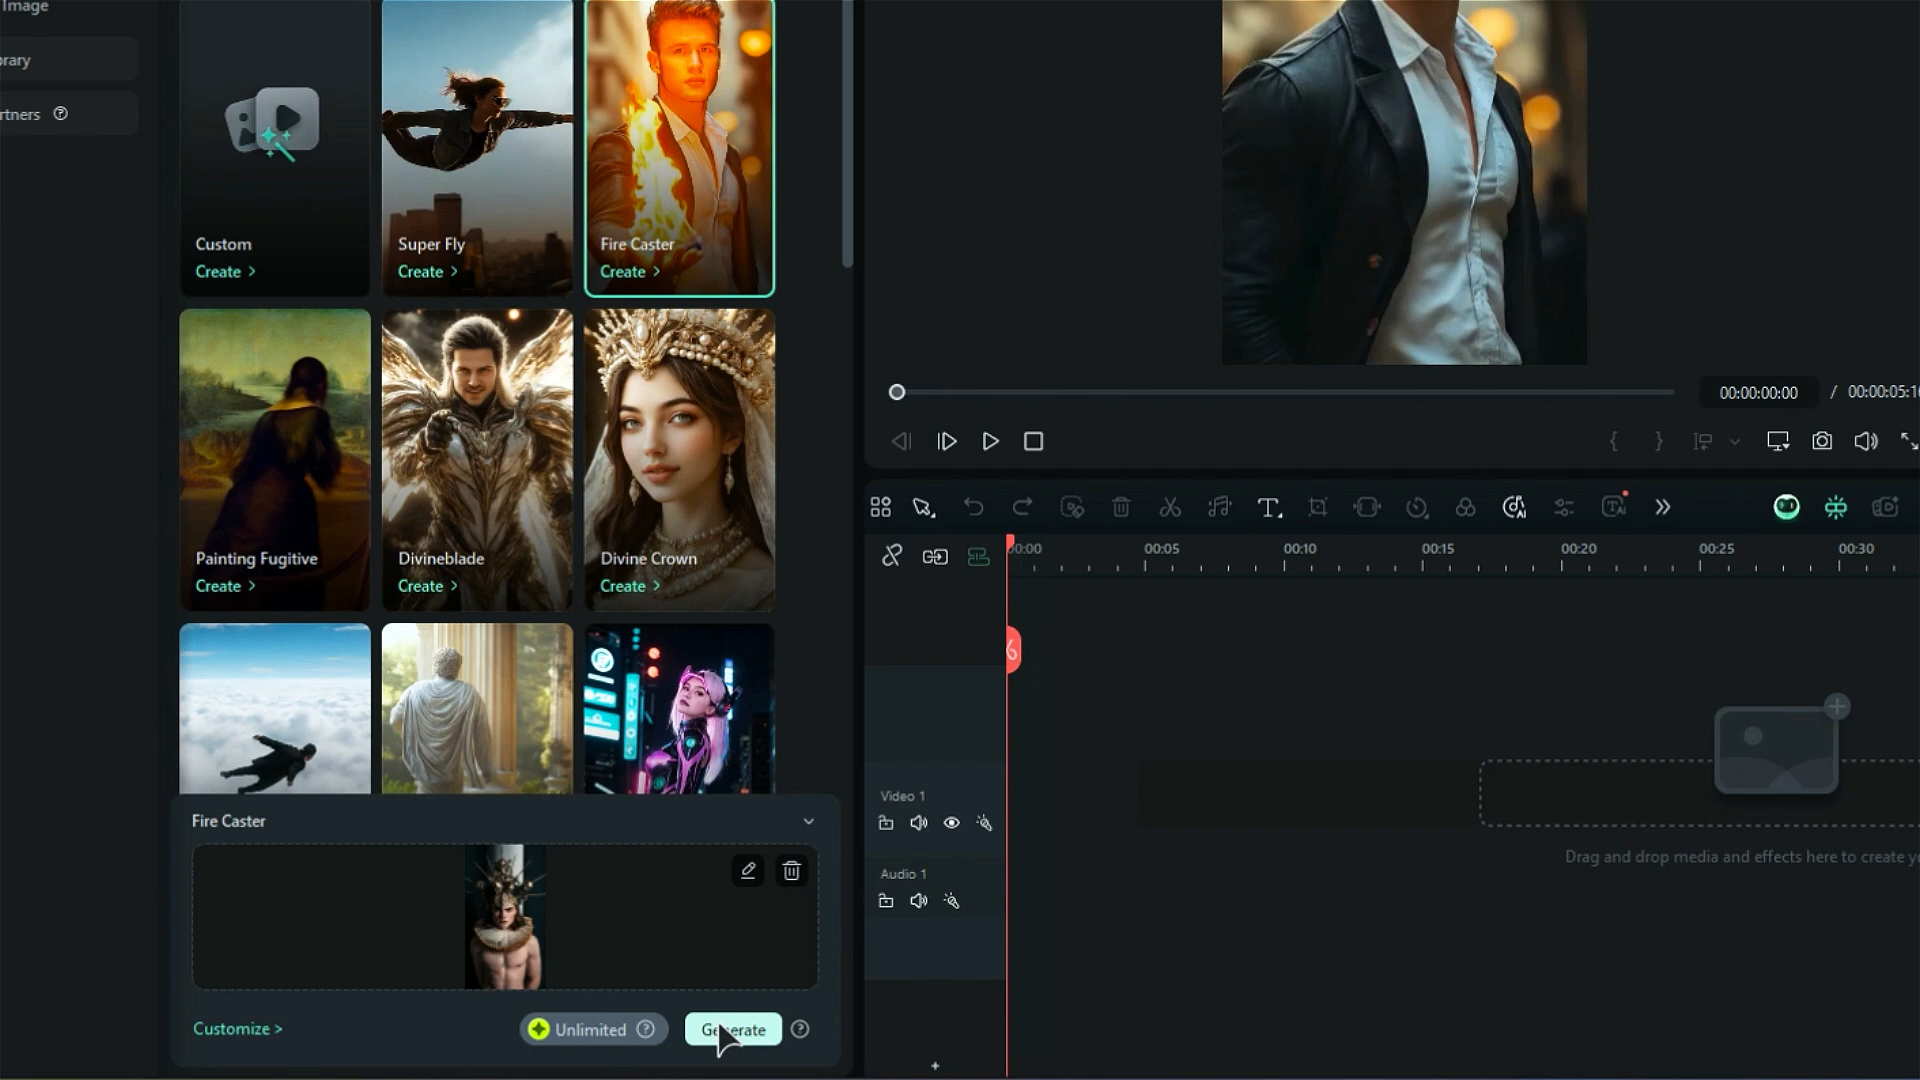 Image
brary
rtners
Custom
Create >
Super Fly
Create >
Fire Caster
Create >
Painting Fugitive
Create >
Divineblade
Create >
Divine Crown
Create >
Fire Caster
Customize >
Unlimited
Generate
00:00:00:00 / 00:00:05:1
00:00
00:05
00:10
00:15
00:20
00:25
00:30
Video 1
Drag and drop media and effects here to create yo
Audio 1